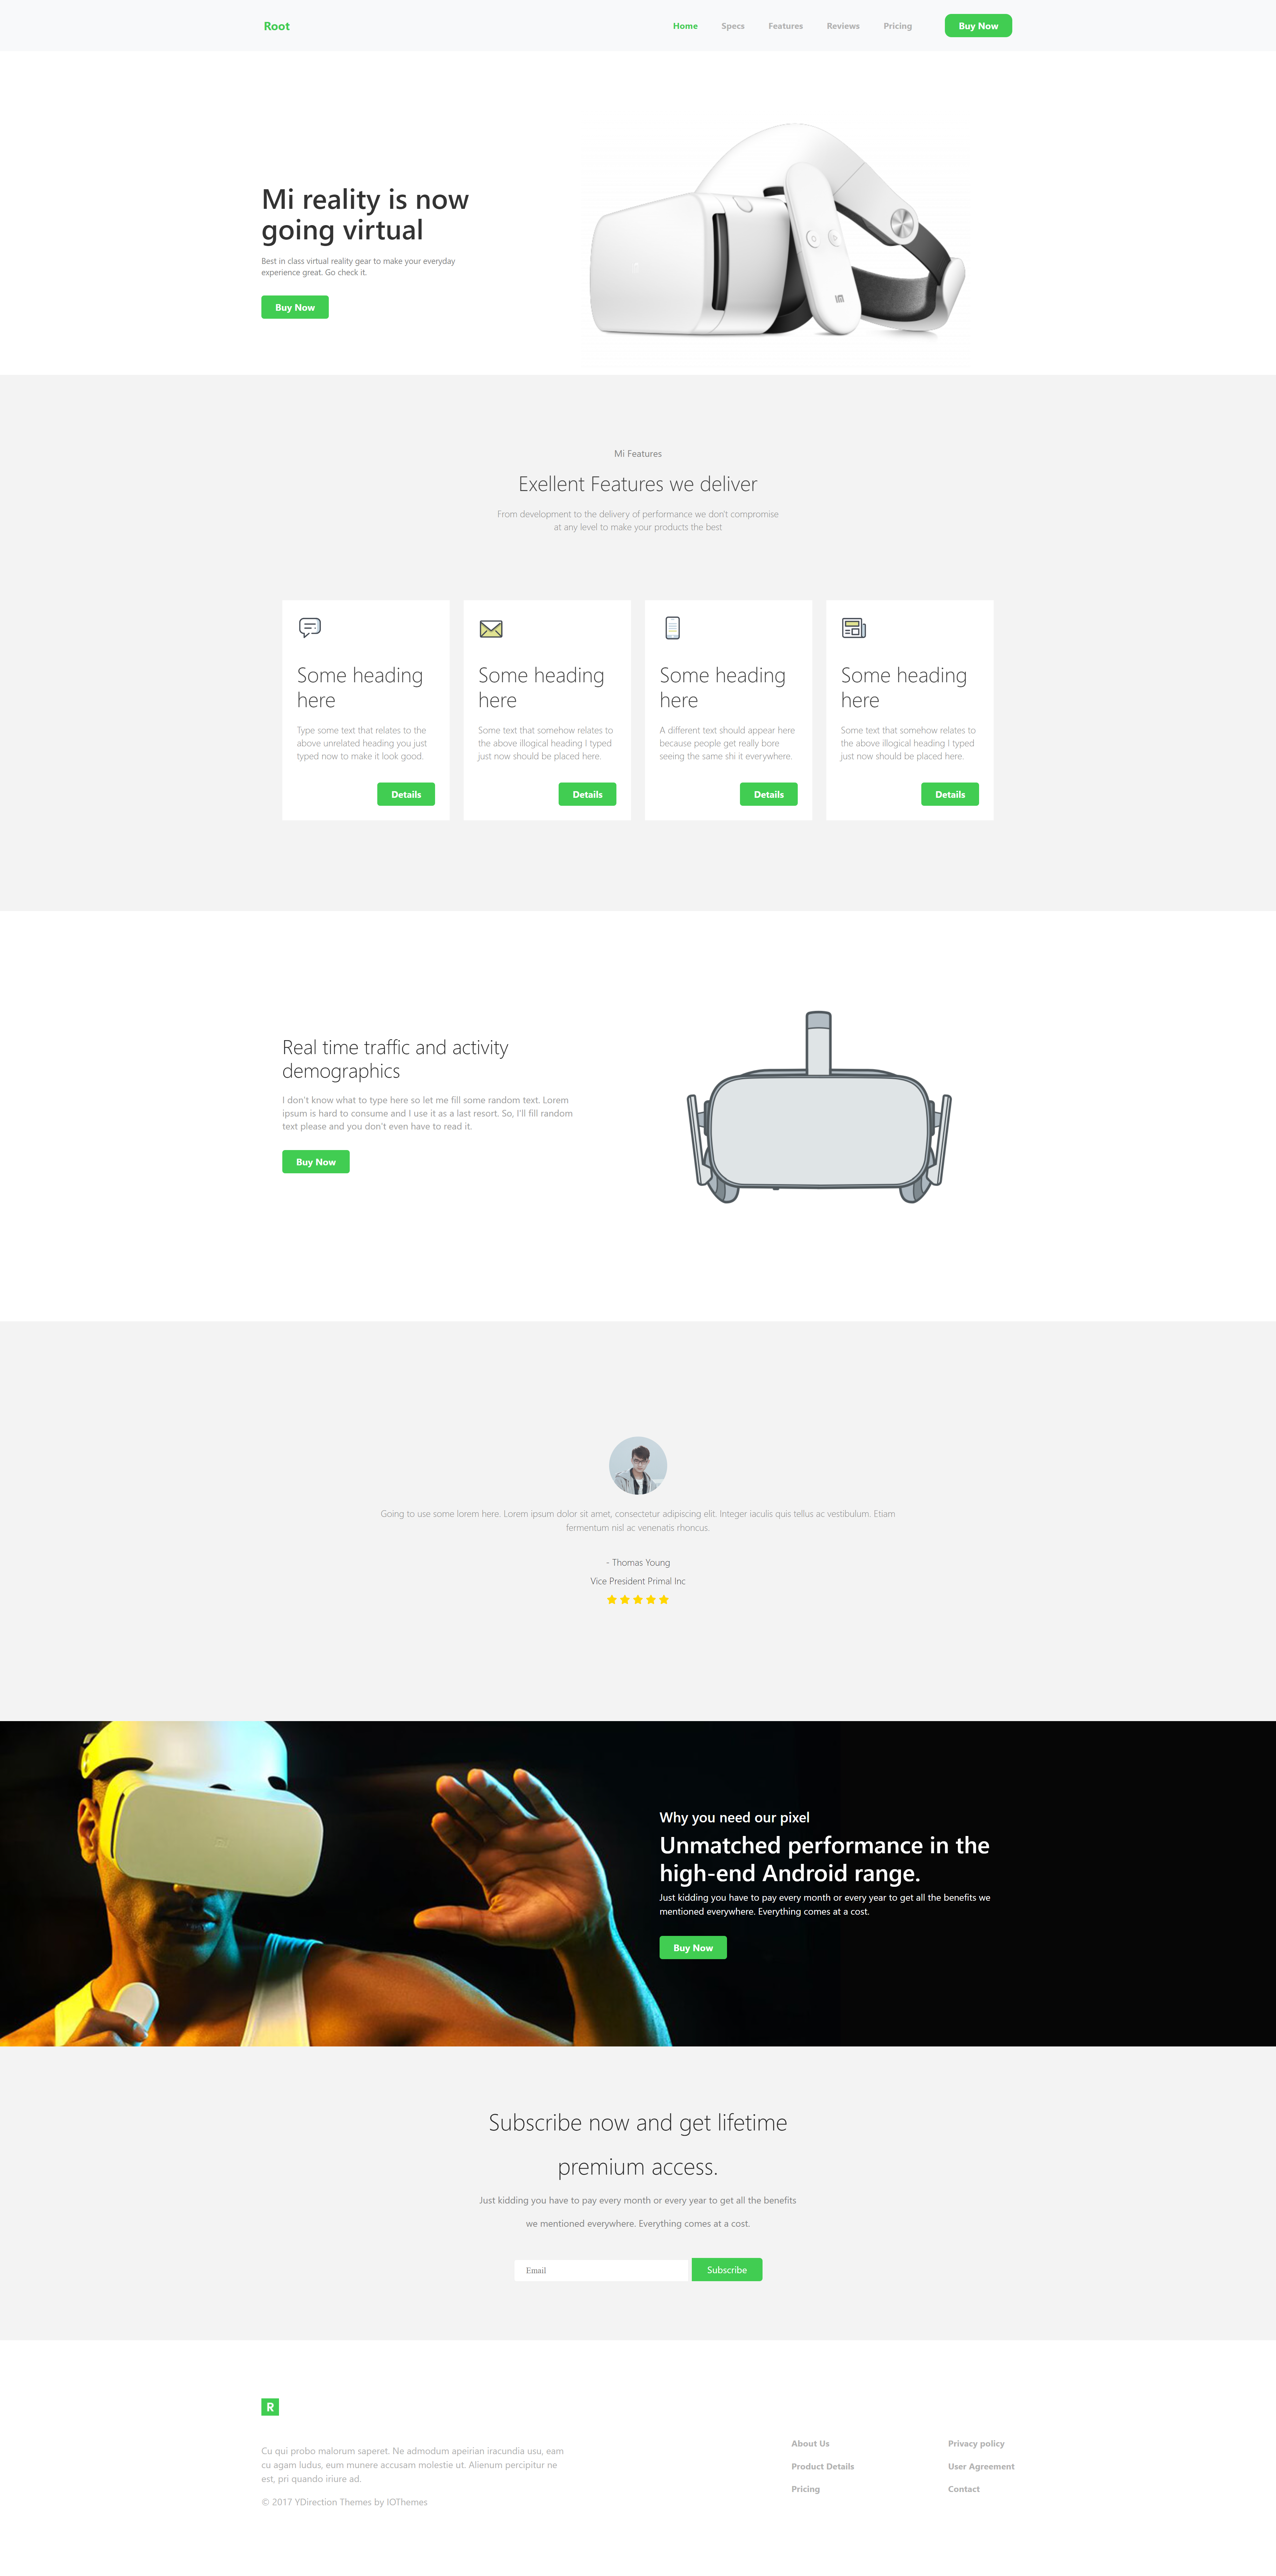 Root
Home
Specs
Features
Reviews
Pricing
Buy Now
Mi reality is now
going virtual
Best in class virtual reality gear to make your everyday
experience great. Go check it.
Buy Now
Mi Features
Exellent Features we deliver
From development to the delivery of performance we don't compromise
at any level to make your products the best
Some heading
here
Type some text that relates to the
above unrelated heading you just
typed now to make it look good.
Details
Some heading
here
Some text that somehow relates to
the above illogical heading I typed
just now should be placed here.
Details
Some heading
here
A different text should appear here
because people get really bore
seeing the same shi it everywhere.
Details
Some heading
here
Some text that somehow relates to
the above illogical heading I typed
just now should be placed here.
Details
Real time traffic and activity
demographics
I don't know what to type here so let me fill some random text. Lorem
ipsum is hard to consume and I use it as a last resort. So, I'll fill random
text please and you don't even have to read it.
Buy Now
Going to use some lorem here. Lorem ipsum dolor sit amet, consectetur adipiscing elit. Integer iaculis quis tellus ac vestibulum. Etiam
fermentum nisl ac venenatis rhoncus.
- Thomas Young
Vice President Primal Inc
Why you need our pixel
Unmatched performance in the
high-end Android range.
Just kidding you have to pay every month or every year to get all the benefits we
mentioned everywhere. Everything comes at a cost.
Buy Now
Subscribe now and get lifetime
premium access.
Just kidding you have to pay every month or every year to get all the benefits
we mentioned everywhere. Everything comes at a cost.
Email
Subscribe
R
Cu qui probo malorum saperet. Ne admodum apeirian iracundia usu, eam
cu agam ludus, eum munere accusam molestie ut. Alienum percipitur ne
est, pri quando iriure ad.
© 2017 YDirection Themes by IOThemes
About Us
Product Details
Pricing
Privacy policy
User Agreement
Contact